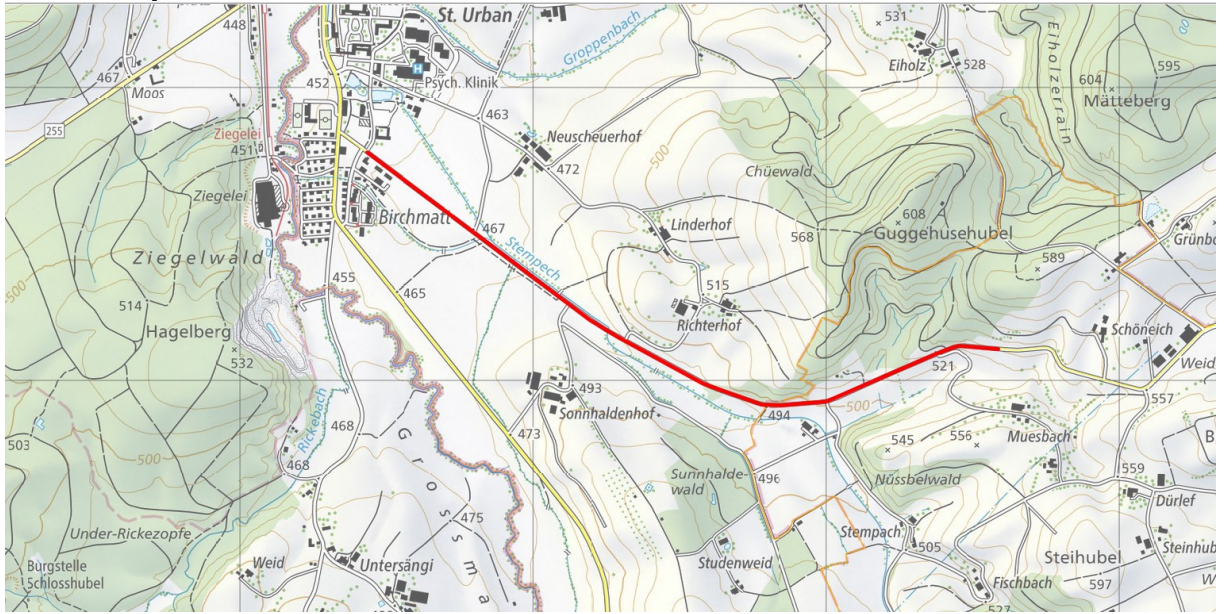 448
St. Urban
Groppenbach
531
Eiholz
528
Eiholzerrain
604
595
Mätteberg
467
Moos
452
H
Psych. Klinik
463
255
Ziegelei
451
Neuscheuerhof
472
500
Chüewald
Ziegelei
Birchmatt
467
Stempech
Linderhof
568
608
Guggehusehubel
589
Ziegelwald
500
514
455
465
515
Richterhof
Schöneich
Hagelberg
532
521
Weid
493
Sonnhaldenhof
494
500
557
Rickebach
468
Grossma
473
545
556
Muesbach
503
500
468
Sunnhalde-
wald
496
Nüssbelwald
559
Dürlef
475
Stempach
505
Under-Rickezopfe
Weid
Untersängi
Studenweid
Steihubel
Steinhub
Burgstelle
Schlosshubel
Fischbach
597
527